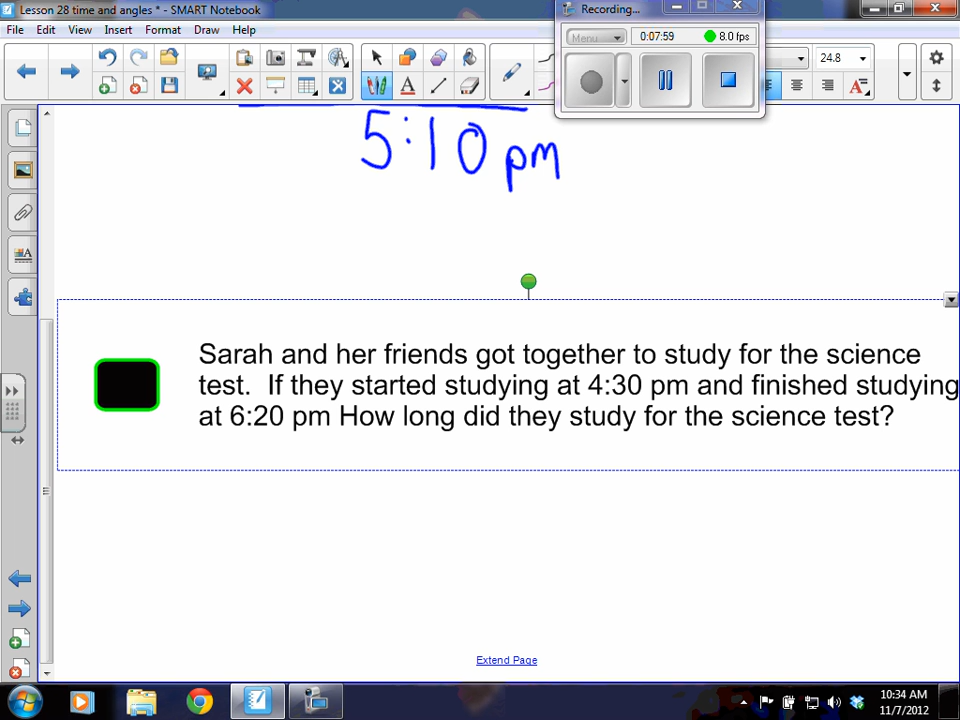 Lesson 28 time and angles * - SMART Notebook
Recording...
File Edit View Insert Format Draw Help
Menu
0:07:59
8.0 fps
24.8
5:10 pm
Sarah and her friends got together to study for the science
test. If they started studying at 4:30 pm and finished studying
at 6:20 pm How long did they study for the science test?
Extend Page
10:34 AM
11/7/2012